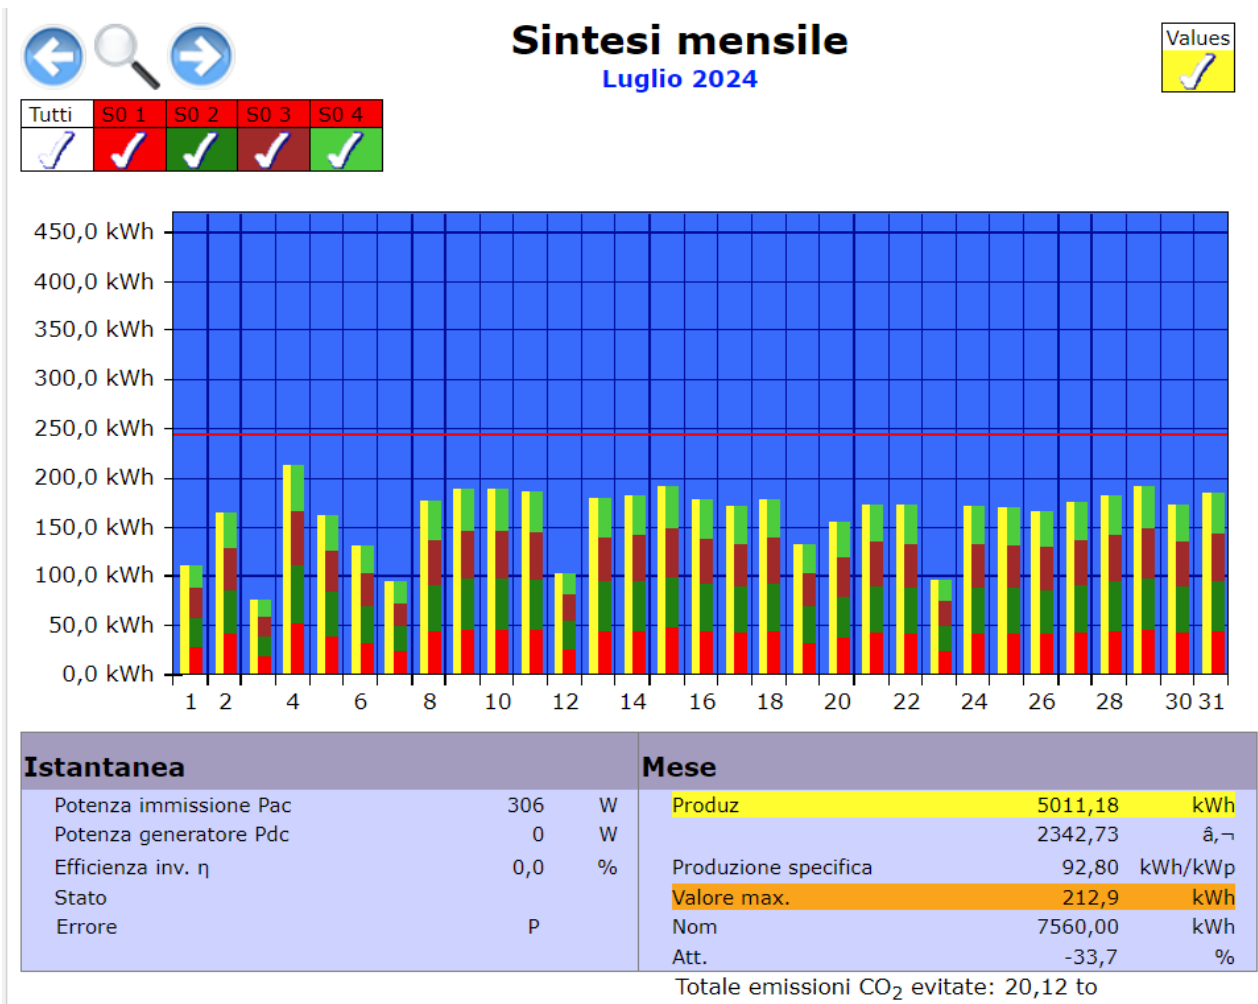 Sintesi mensile
Luglio 2024
Values
Tutti S0 1 S0 2 S0 3 S0 4
450,0 kWh
400,0 kWh
350,0 kWh
300,0 kWh
250,0 kWh
200,0 kWh
150,0 kWh
100,0 kWh
50,0 kWh
0,0 kWh
1 2 4 6 8 10 12 14 16 18 20 22 24 26 28 30 31
Istantanea
Potenza immissione Pac 306 W
Potenza generatore Pdc 0 W
Efficienza inv. η 0,0 %
Stato
Errore P
Mese
Produz 5011,18 kWh
2342,73 â‚¬
Produzione specifica 92,80 kWh/kWp
Valore max. 212,9 kWh
Nom 7560,00 kWh
Att. -33,7 %
Totale emissioni CO₂ evitate: 20,12 to